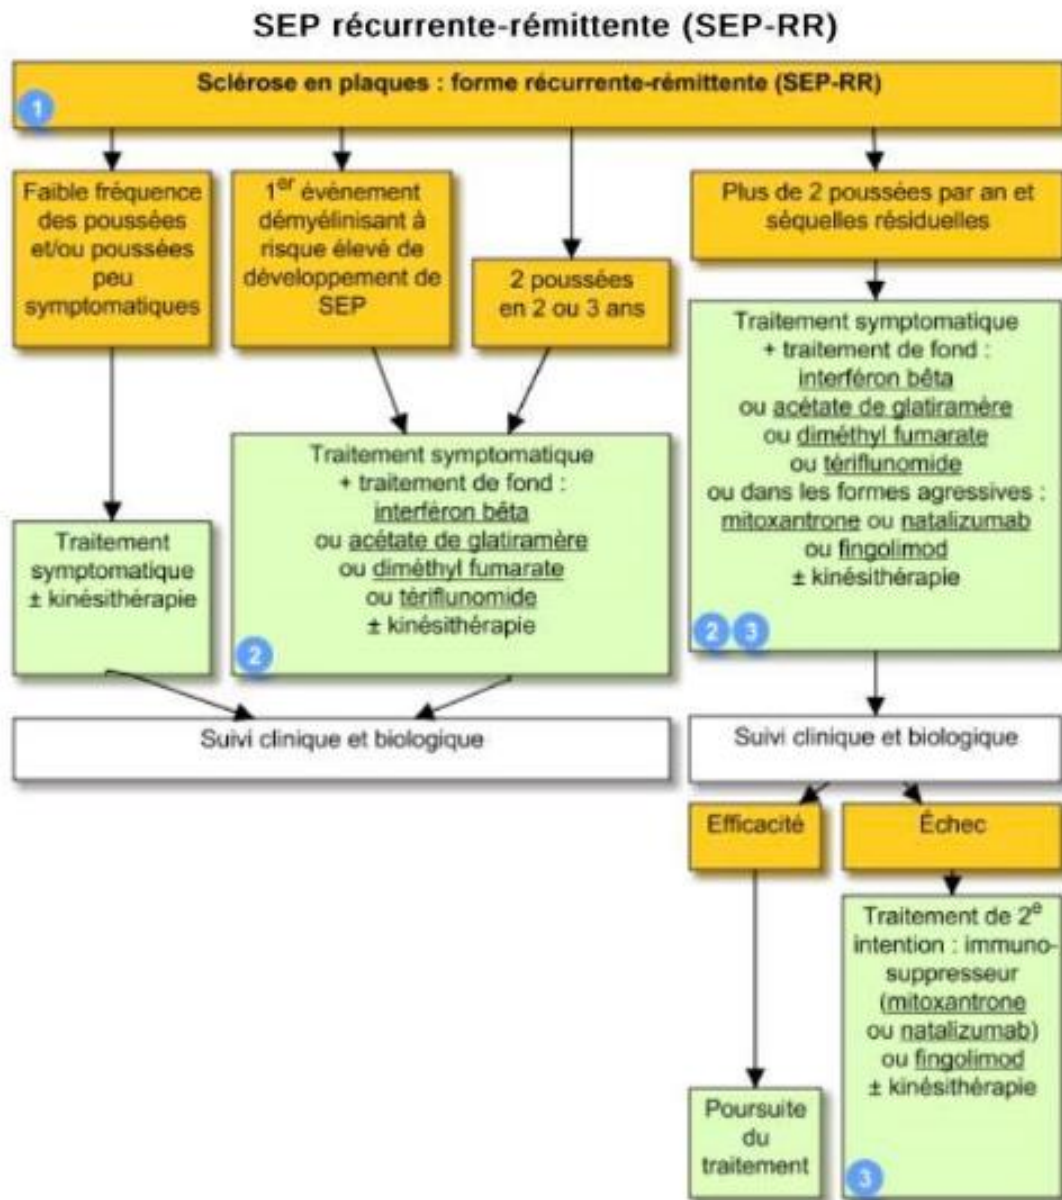 SEP récurrente-rémittente (SEP-RR)
Sclérose en plaques : forme récurrente-rémittente (SEP-RR)
1
Faible fréquence
des poussées
et/ou poussées
peu
symptomatiques
1er évènement
démyélinisant à
risque élevé de
développement de
SEP
2 poussées
en 2 ou 3 ans
Plus de 2 poussées par an et
séquelles résiduelles
Traitement
symptomatique
± kinésithérapie
Traitement symptomatique
+ traitement de fond :
interféron bêta
ou acétate de glatiramère
ou diméthyl fumarate
ou tériflunomide
± kinésithérapie
2
Traitement symptomatique
+ traitement de fond :
interféron bêta
ou acétate de glatiramère
ou diméthyl fumarate
ou tériflunomide
ou dans les formes agressives :
mitoxantrone ou natalizumab
ou fingolimod
± kinésithérapie
2 3
Suivi clinique et biologique
Suivi clinique et biologique
Efficacité
Échec
Poursuite
du
traitement
Traitement de 2e
intention : immuno-
suppresseur
(mitoxantrone
ou natalizumab)
ou fingolimod
± kinésithérapie
3